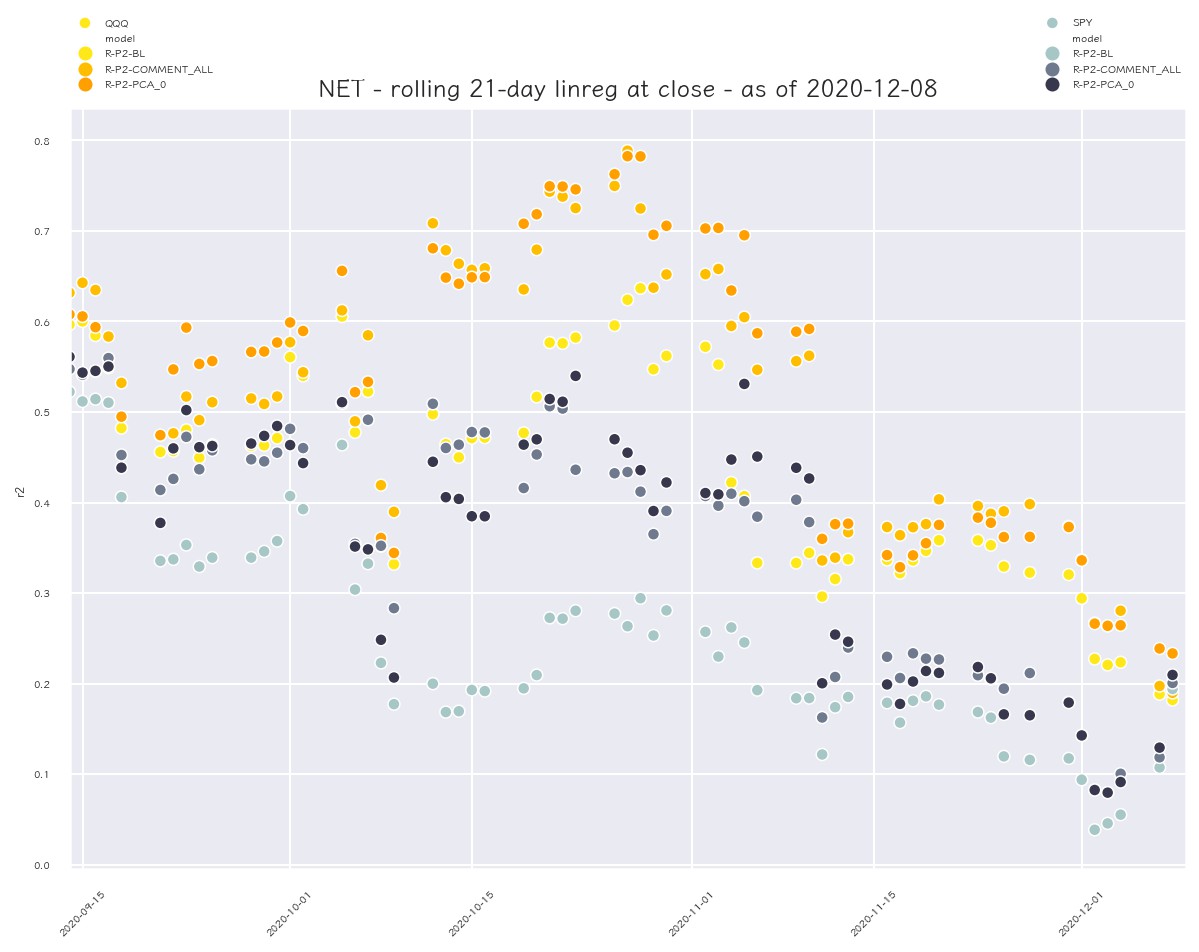 QQQ
model
R-P2-BL
R-P2-COMMENT_ALL
R-P2-PCA_0
SPY
model
R-P2-BL
R-P2-COMMENT_ALL
R-P2-PCA_0
NET - rolling 21-day linreg at close - as of 2020-12-08
0.8
0.7
0.6
0.5
0.4
0.3
0.2
0.1
0.0
r2
2020-09-15
2020-10-01
2020-10-15
2020-11-01
2020-11-15
2020-12-01